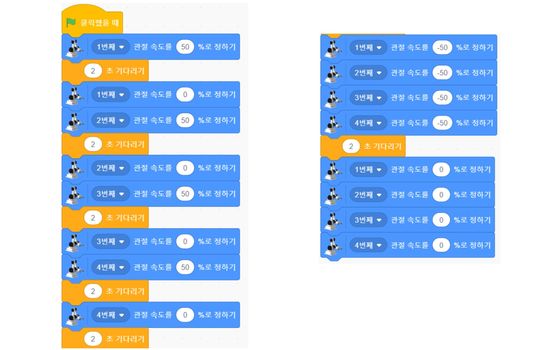 클릭했을 때
1번째 관절 속도를 50 %로 정하기
2 초 기다리기
1번째 관절 속도를 0 %로 정하기
2번째 관절 속도를 50 %로 정하기
2 초 기다리기
2번째 관절 속도를 0 %로 정하기
3번째 관절 속도를 50 %로 정하기
2 초 기다리기
3번째 관절 속도를 0 %로 정하기
4번째 관절 속도를 50 %로 정하기
2 초 기다리기
4번째 관절 속도를 0 %로 정하기
2 초 기다리기
1번째 관절 속도를 -50 %로 정하기
2번째 관절 속도를 -50 %로 정하기
3번째 관절 속도를 -50 %로 정하기
4번째 관절 속도를 -50 %로 정하기
2 초 기다리기
1번째 관절 속도를 0 %로 정하기
2번째 관절 속도를 0 %로 정하기
3번째 관절 속도를 0 %로 정하기
4번째 관절 속도를 0 %로 정하기